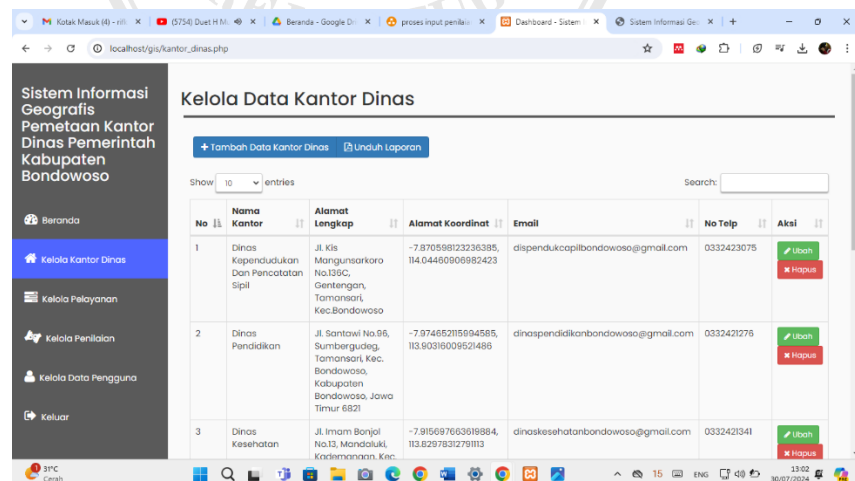 Kotak Masuk (4) - rifk
(5754) Duet H Mu
Beranda - Google Dr
proses input penilaia
Dashboard - Sistem I
Sistem Informasi Geo
localhost/gis/kantor_dinas.php
Sistem Informasi
Geografis
Pemetaan Kantor
Dinas Pemerintah
Kabupaten
Bondowoso
Beranda
Kelola Kantor Dinas
Kelola Pelayanan
Kelola Penilaian
Kelola Data Pengguna
Keluar
Kelola Data Kantor Dinas
+ Tambah Data Kantor Dinas
Unduh Laporan
Show 10 entries
Search:
No
Nama
Kantor
Alamat
Lengkap
Alamat Koordinat
Email
No Telp
Aksi
1
Dinas
Kependudukan
Dan Pencatatan
Sipil
Jl. Kis
Mangunsarkoro
No.136C,
Gentengan,
Tamansari,
Kec.Bondowoso
-7.870598123236385,
114.04460906982423
dispendukcapilbondowoso@gmail.com
0332423075
Ubah
Hapus
2
Dinas
Pendidikan
Jl. Santawi No.96,
Sumbergudeg,
Tamansari, Kec.
Bondowoso,
Kabupaten
Bondowoso, Jawa
Timur 6821
-7.974652115994585,
113.90316009521486
dinaspendidikanbondowoso@gmail.com
0332421276
Ubah
Hapus
3
Dinas
Kesehatan
Jl. Imam Bonjol
No.13, Mandaluki,
Kademangan, Kec.
-7.915697663619884,
113.82978312791113
dinaskesehatanbondowoso@gmail.com
0332421341
Ubah
Hapus
31°C
Cerah
15
ENG
13:02
30/07/2024